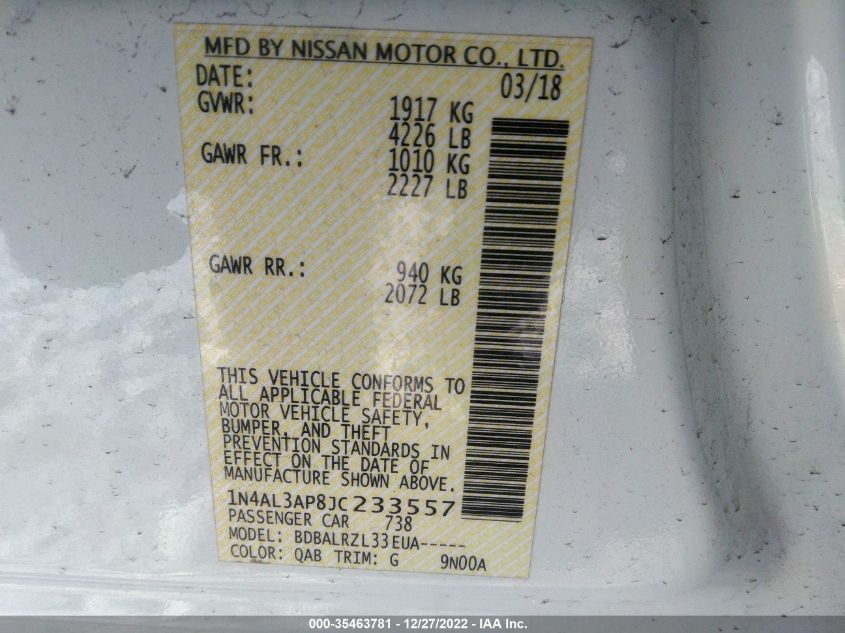 MFD BY NISSAN MOTOR CO., LTD.
DATE: 03/18
GVWR: 1917 KG
4226 LB
GAWR FR.: 1010 KG
2227 LB
GAWR RR.: 940 KG
2072 LB
THIS VEHICLE CONFORMS TO
ALL APPLICABLE FEDERAL
MOTOR VEHICLE SAFETY,
BUMPER, AND THEFT
PREVENTION STANDARDS IN
EFFECT ON THE DATE OF
MANUFACTURE SHOWN ABOVE.
1N4AL3AP8JC233557
PASSENGER CAR 738
MODEL: BDBALRZL33EUA-----
COLOR: QAB TRIM: G 9N00A
000-35463781 - 12/27/2022 - IAA Inc.